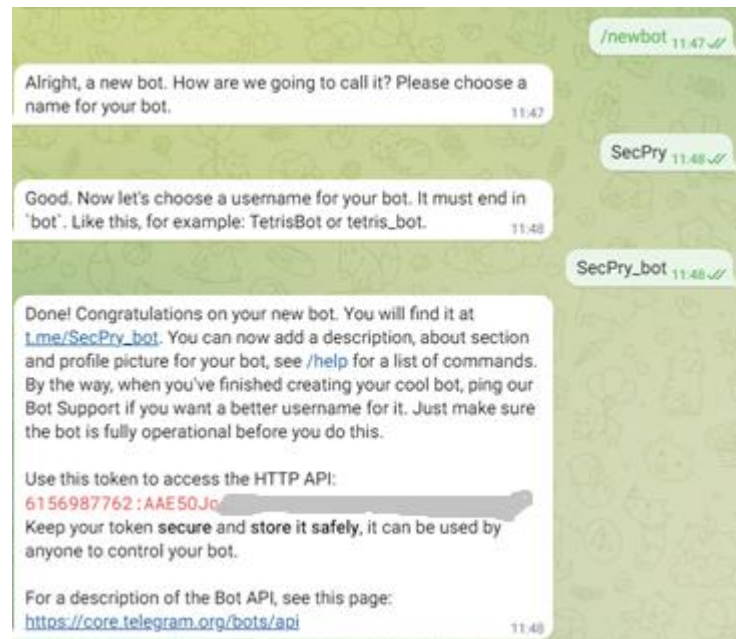 /newbot 11:47
Alright, a new bot. How are we going to call it? Please choose a
name for your bot.
11:47
SecPry 11:48
Good. Now let's choose a username for your bot. It must end in
`bot`. Like this, for example: TetrisBot or tetris_bot.
11:48
SecPry_bot 11:48
Done! Congratulations on your new bot. You will find it at
t.me/SecPry_bot. You can now add a description, about section
and profile picture for your bot, see /help for a list of commands.
By the way, when you've finished creating your cool bot, ping our
Bot Support if you want a better username for it. Just make sure
the bot is fully operational before you do this.
Use this token to access the HTTP API:
6156987762:AAE50Jq
Keep your token secure and store it safely, it can be used by
anyone to control your bot.
For a description of the Bot API, see this page:
https://core.telegram.org/bots/api
11:48